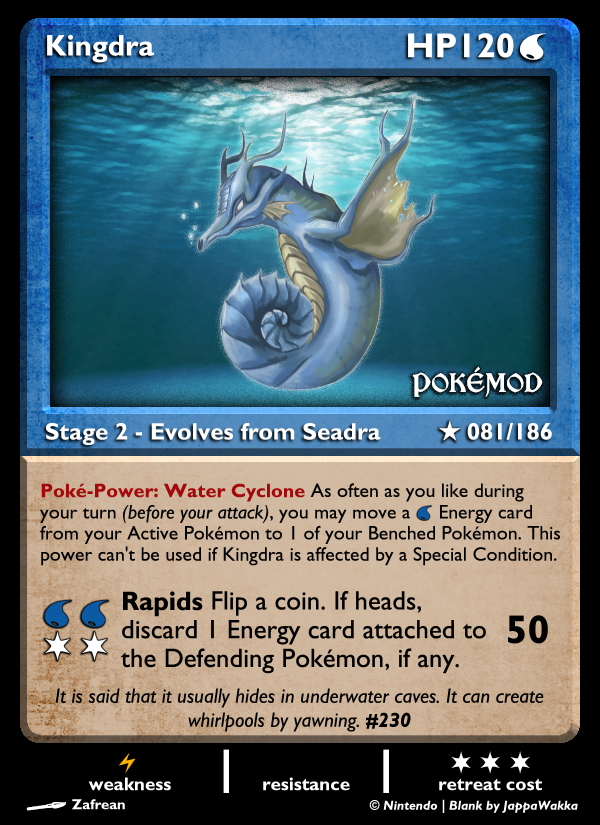 Kingdra HP120
POKÉMOD
Stage 2 - Evolves from Seadra ★ 081/186
Poké-Power: Water Cyclone As often as you like during
your turn (before your attack), you may move a Energy card
from your Active Pokémon to 1 of your Benched Pokémon. This
power can't be used if Kingdra is affected by a Special Condition.
Rapids Flip a coin. If heads,
discard 1 Energy card attached to 50
the Defending Pokémon, if any.
It is said that it usually hides in underwater caves. It can create
whirlpools by yawning. #230
weakness resistance retreat cost
Zafrean © Nintendo | Blank by JappaWakka